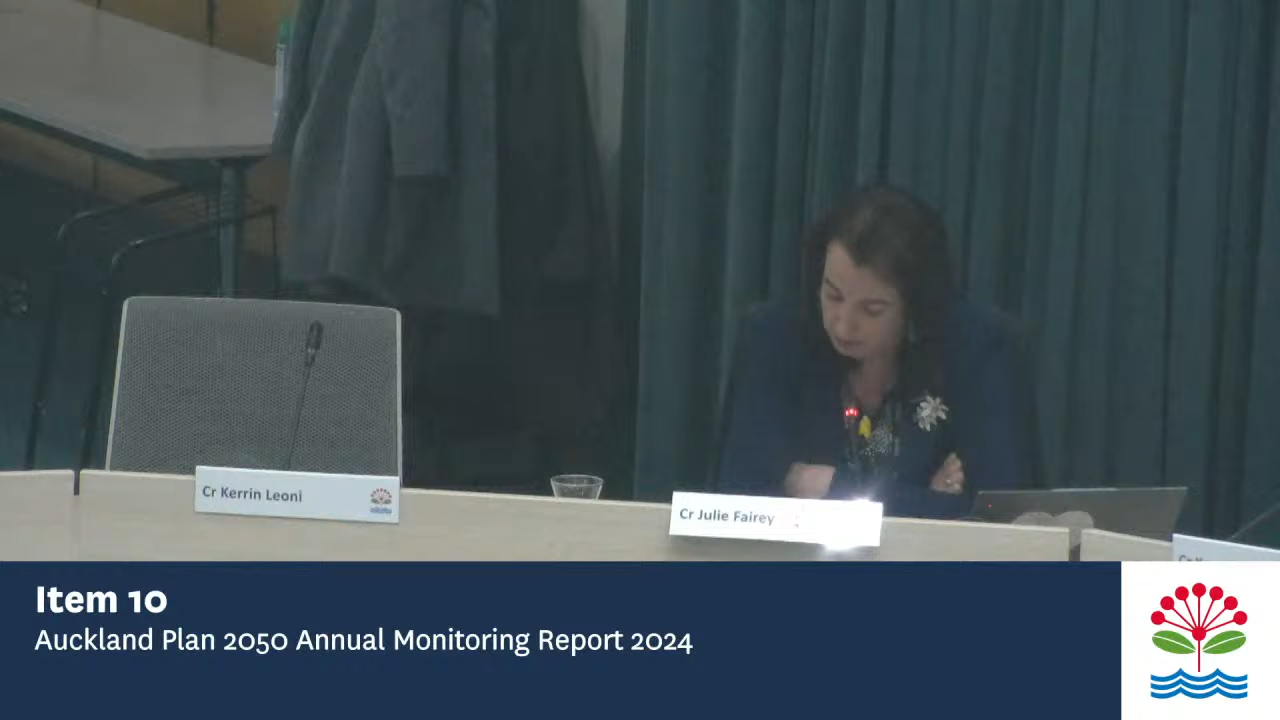 Cr Kerrin Leoni
Cr Julie Fairey
Item 10
Auckland Plan 2050 Annual Monitoring Report 2024